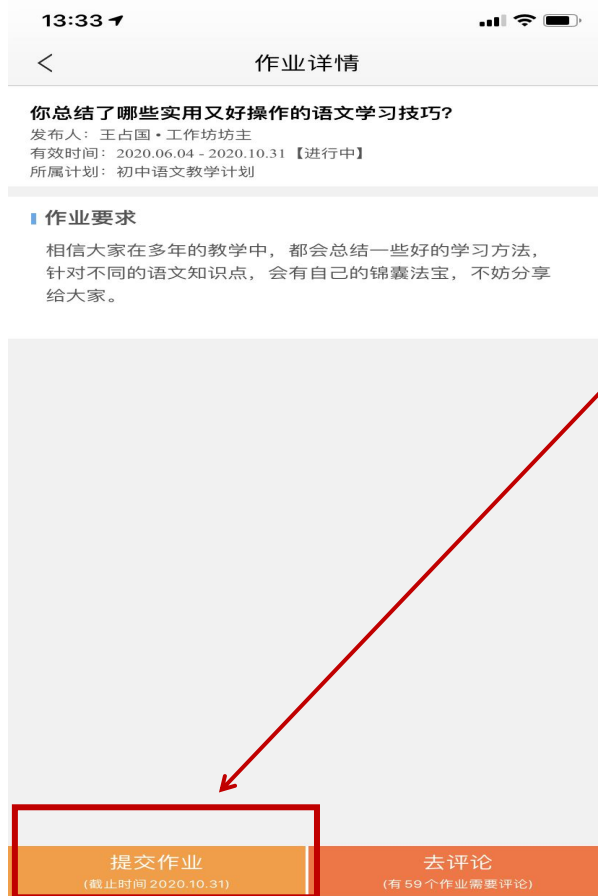 13:33
作业详情
你总结了哪些实用又好操作的语文学习技巧?
发布人：王占国•工作坊坊主
有效时间：2020.06.04 - 2020.10.31【进行中】
所属计划：初中语文教学计划
作业要求
相信大家在多年的教学中，都会总结一些好的学习方法，
针对不同的语文知识点，会有自己的锦囊法宝，不妨分享
给大家。
提交作业
(截止时间2020.10.31)
去评论
(有59个作业需要评论)